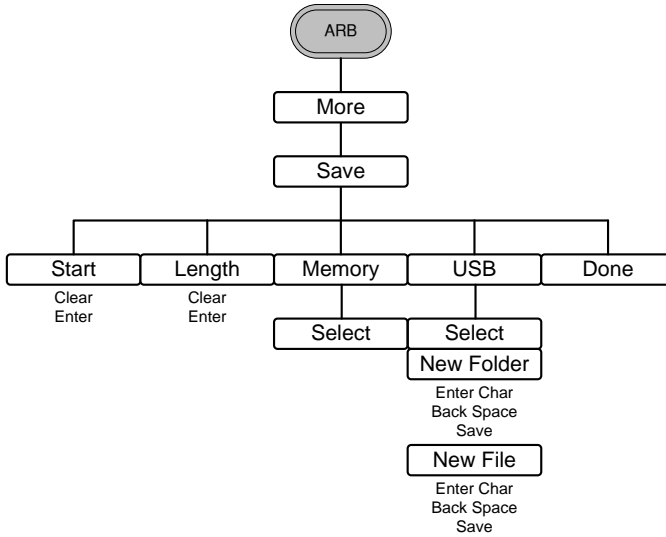 ARB
More
Save
Start
Length
Memory
USB
Done
Clear
Enter
Clear
Enter
Select
Select
New Folder
Enter Char
Back Space
Save
New File
Enter Char
Back Space
Save